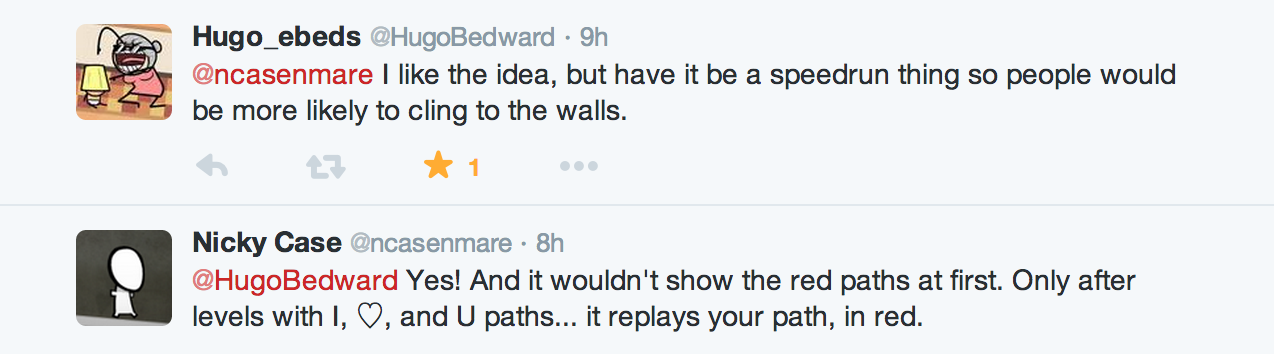 Hugo_ebeds @HugoBedward · 9h
@ncasenmare I like the idea, but have it be a speedrun thing so people would
be more likely to cling to the walls.
1
Nicky Case @ncasenmare · 8h
@HugoBedward Yes! And it wouldn't show the red paths at first. Only after
levels with I, ♡, and U paths... it replays your path, in red.